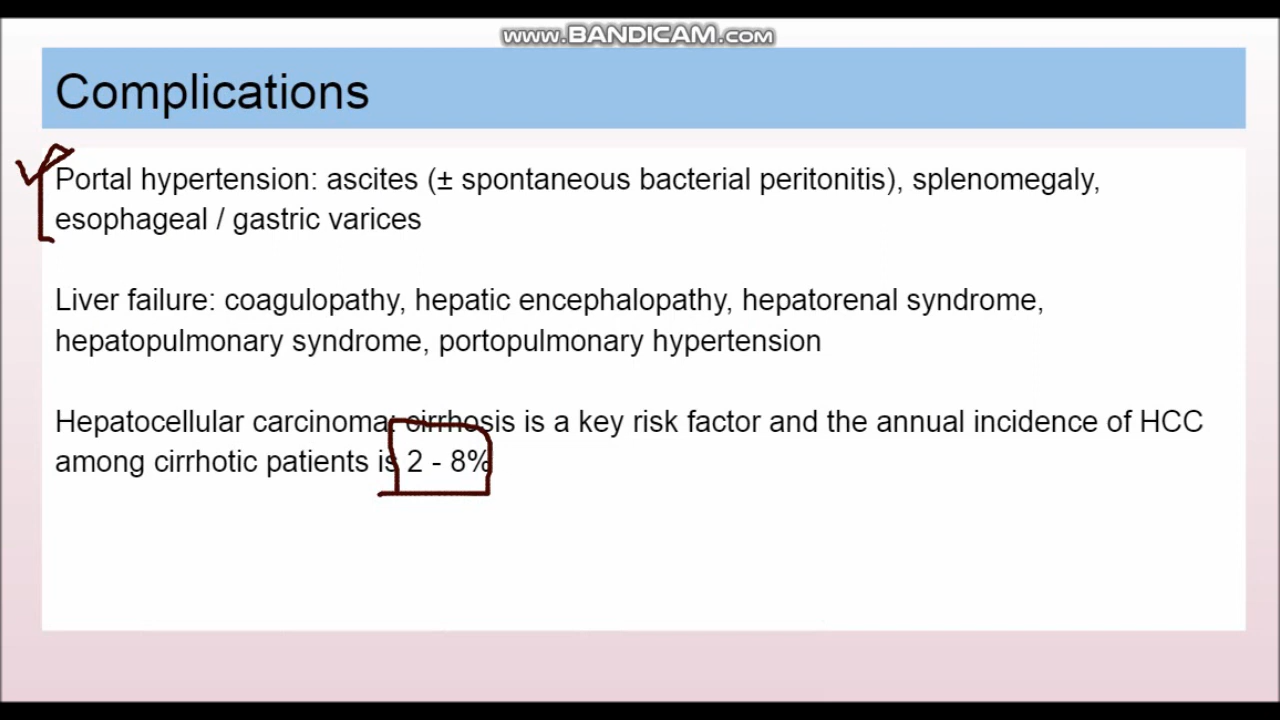 www.BANDICAM.com
Complications
Portal hypertension: ascites (± spontaneous bacterial peritonitis), splenomegaly,
esophageal / gastric varices
Liver failure: coagulopathy, hepatic encephalopathy, hepatorenal syndrome,
hepatopulmonary syndrome, portopulmonary hypertension
Hepatocellular carcinoma: cirrhosis is a key risk factor and the annual incidence of HCC
among cirrhotic patients is 2 - 8%